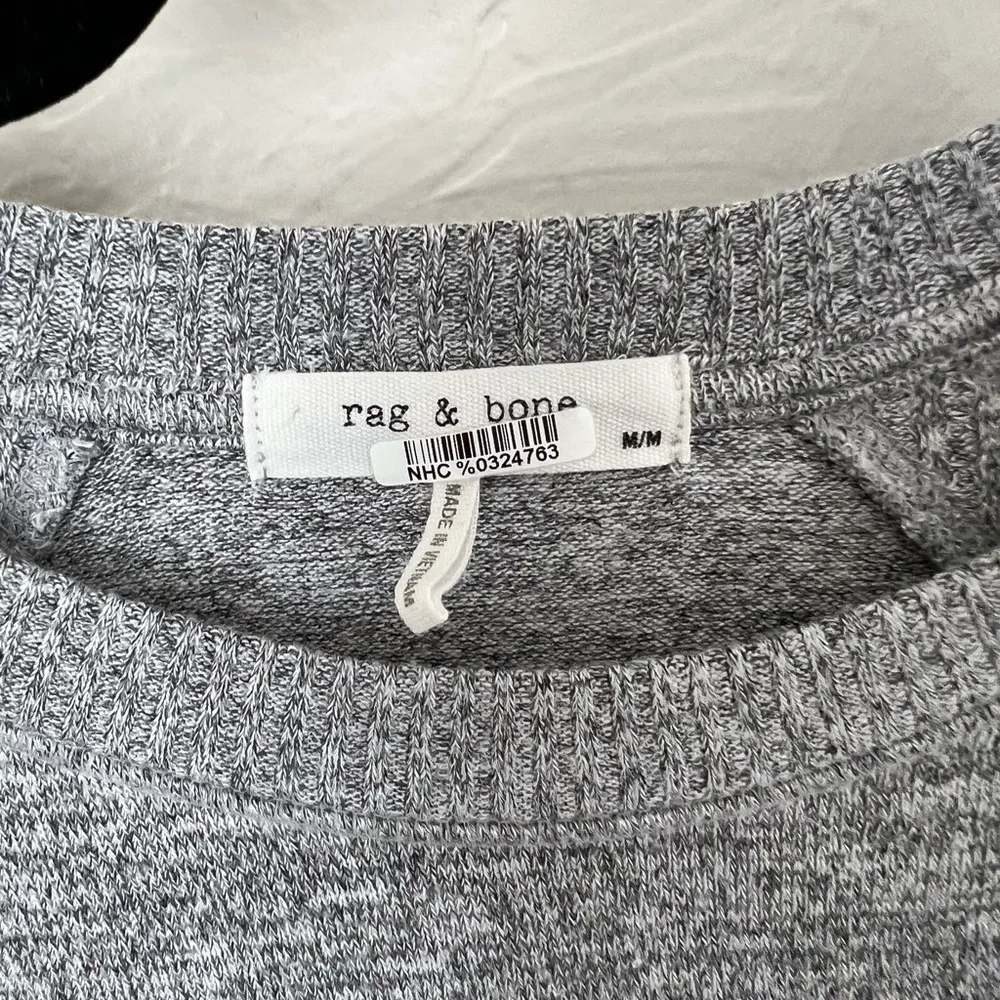 rag & bone
M/M
NHC %0324763
MADE IN VIETNAM